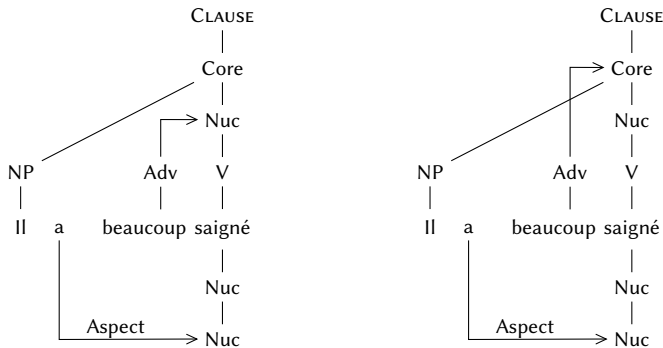 CLAUSE CLAUSE
Core Core
Nuc Nuc
NP Adv V NP Adv V
Il a beaucoup saigné Il a beaucoup saigné
Nuc Nuc
Aspect Nuc Aspect Nuc